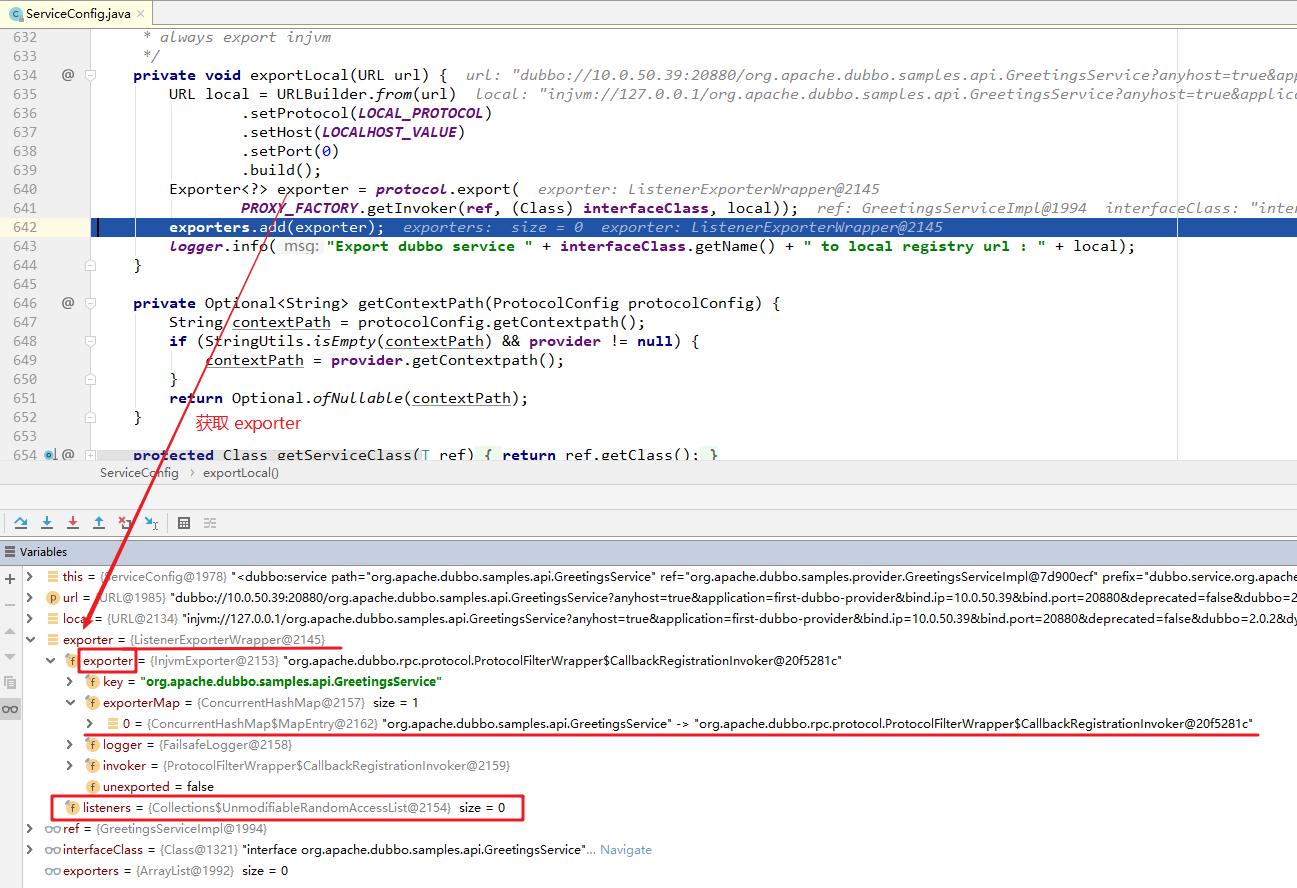 ServiceConfig.java
632 * always export injvm
633 */
634 @ private void exportLocal(URL url) { url: "dubbo://10.0.50.39:20880/org.apache.dubbo.samples.api.GreetingsService?anyhost=true&app
635 URL local = URLBuilder.from(url) local: "injvm://127.0.0.1/org.apache.dubbo.samples.api.GreetingsService?anyhost=true&applica
636 .setProtocol(LOCAL_PROTOCOL)
637 .setHost(LOCALHOST_VALUE)
638 .setPort(0)
639 .build();
640 Exporter<?> exporter = protocol.export( exporter: ListenerExporterWrapper@2145
641 PROXY_FACTORY.getInvoker(ref, (Class) interfaceClass, local)); ref: GreetingsServiceImpl@1994 interfaceClass: "inter
642 exporters.add(exporter); exporters: size = 0 exporter: ListenerExporterWrapper@2145
643 logger.info( msg: "Export dubbo service " + interfaceClass.getName() + " to local registry url : " + local);
644 }
645
646 @ private Optional<String> getContextPath(ProtocolConfig protocolConfig) {
647 String contextPath = protocolConfig.getContextpath();
648 if (StringUtils.isEmpty(contextPath) && provider != null) {
649 contextPath = provider.getContextpath();
650 }
651 return Optional.ofNullable(contextPath);
652 }
获取 exporter
653
654 @ protected Class getServiceClass(T ref) { return ref.getClass(); }
ServiceConfig › exportLocal()
Variables
this = {ServiceConfig@1978} "<dubbo:service path="org.apache.dubbo.samples.api.GreetingsService" ref="org.apache.dubbo.samples.provider.GreetingsServiceImpl@7d900ecf" prefix="dubbo.service.org.apache
url = {URL@1985} "dubbo://10.0.50.39:20880/org.apache.dubbo.samples.api.GreetingsService?anyhost=true&application=first-dubbo-provider&bind.ip=10.0.50.39&bind.port=20880&deprecated=false&dubbo=2.
local = {URL@2134} "injvm://127.0.0.1/org.apache.dubbo.samples.api.GreetingsService?anyhost=true&application=first-dubbo-provider&bind.ip=10.0.50.39&bind.port=20880&deprecated=false&dubbo=2.0.2&dy
exporter = {ListenerExporterWrapper@2145}
exporter = {InjvmExporter@2153} "org.apache.dubbo.rpc.protocol.ProtocolFilterWrapper$CallbackRegistrationInvoker@20f5281c"
key = "org.apache.dubbo.samples.api.GreetingsService"
exporterMap = {ConcurrentHashMap@2157} size = 1
0 = {ConcurrentHashMap$MapEntry@2162} "org.apache.dubbo.samples.api.GreetingsService" -> "org.apache.dubbo.rpc.protocol.ProtocolFilterWrapper$CallbackRegistrationInvoker@20f5281c"
logger = {FailsafeLogger@2158}
invoker = {ProtocolFilterWrapper$CallbackRegistrationInvoker@2159}
unexported = false
listeners = {Collections$UnmodifiableRandomAccessList@2154} size = 0
ref = {GreetingsServiceImpl@1994}
interfaceClass = {Class@1321} "interface org.apache.dubbo.samples.api.GreetingsService"... Navigate
exporters = {ArrayList@1992} size = 0